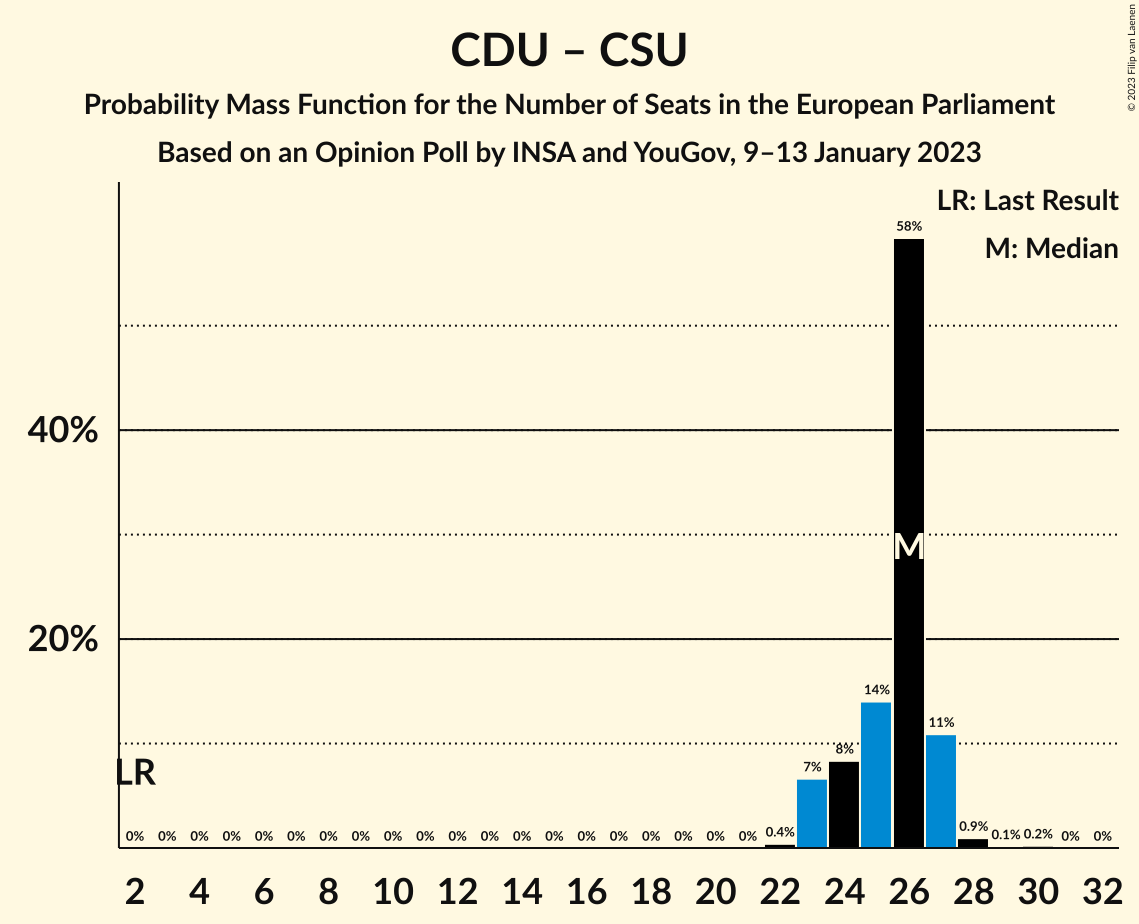 CDU – CSU
Probability Mass Function for the Number of Seats in the European Parliament
Based on an Opinion Poll by INSA and YouGov, 9–13 January 2023
© 2023 Filip van Laenen
LR: Last Result
M: Median
58%
40%
M
20%
14%
11%
8%
7%
LR
0% 0% 0% 0% 0% 0% 0% 0% 0% 0% 0% 0% 0% 0% 0% 0% 0% 0% 0% 0% 0.4% 0.9% 0.1% 0.2% 0% 0%
2 4 6 8 10 12 14 16 18 20 22 24 26 28 30 32